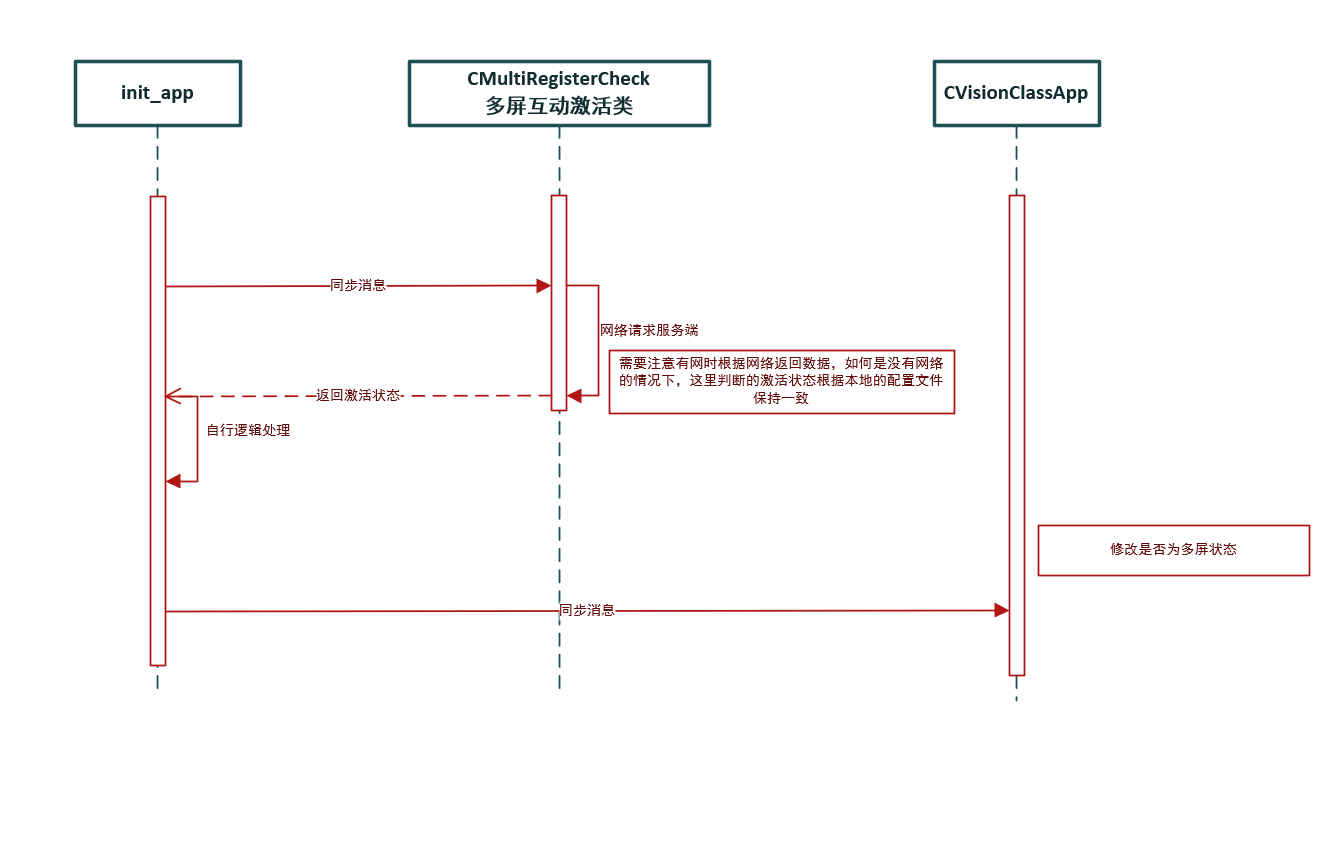 init_app
CMultiRegisterCheck
多屏互动激活类
CVisionClassApp
同步消息
网络请求服务端
需要注意有网时根据网络返回数据，如何是没有网络
的情况下，这里判断的激活状态根据本地的配置文件
保持一致
返回激活状态
自行逻辑处理
修改是否为多屏状态
同步消息